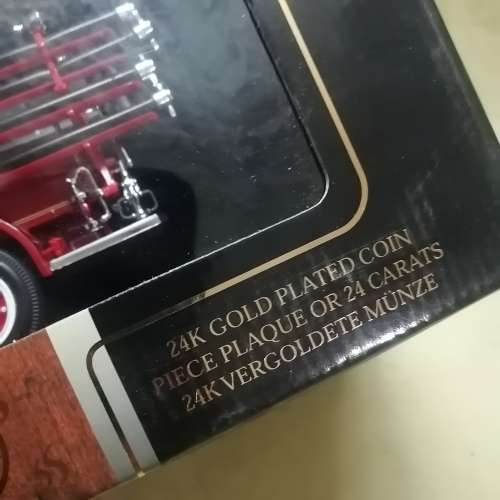 24K GOLD PLATED COIN
PIECE PLAQUE OR 24 CARATS
24K VERGOLDETE MÜNZE